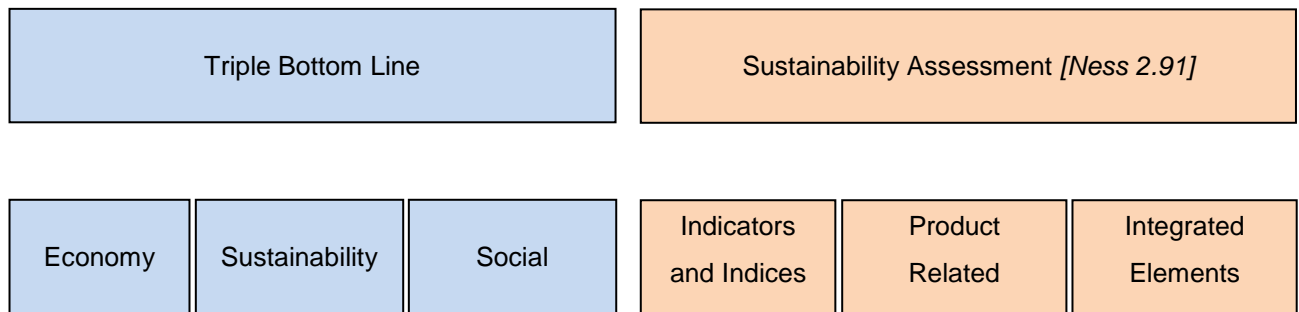 Triple Bottom Line
Sustainability Assessment [Ness 2.91]
Economy
Sustainability
Social
Indicators
and Indices
Product
Related
Integrated
Elements